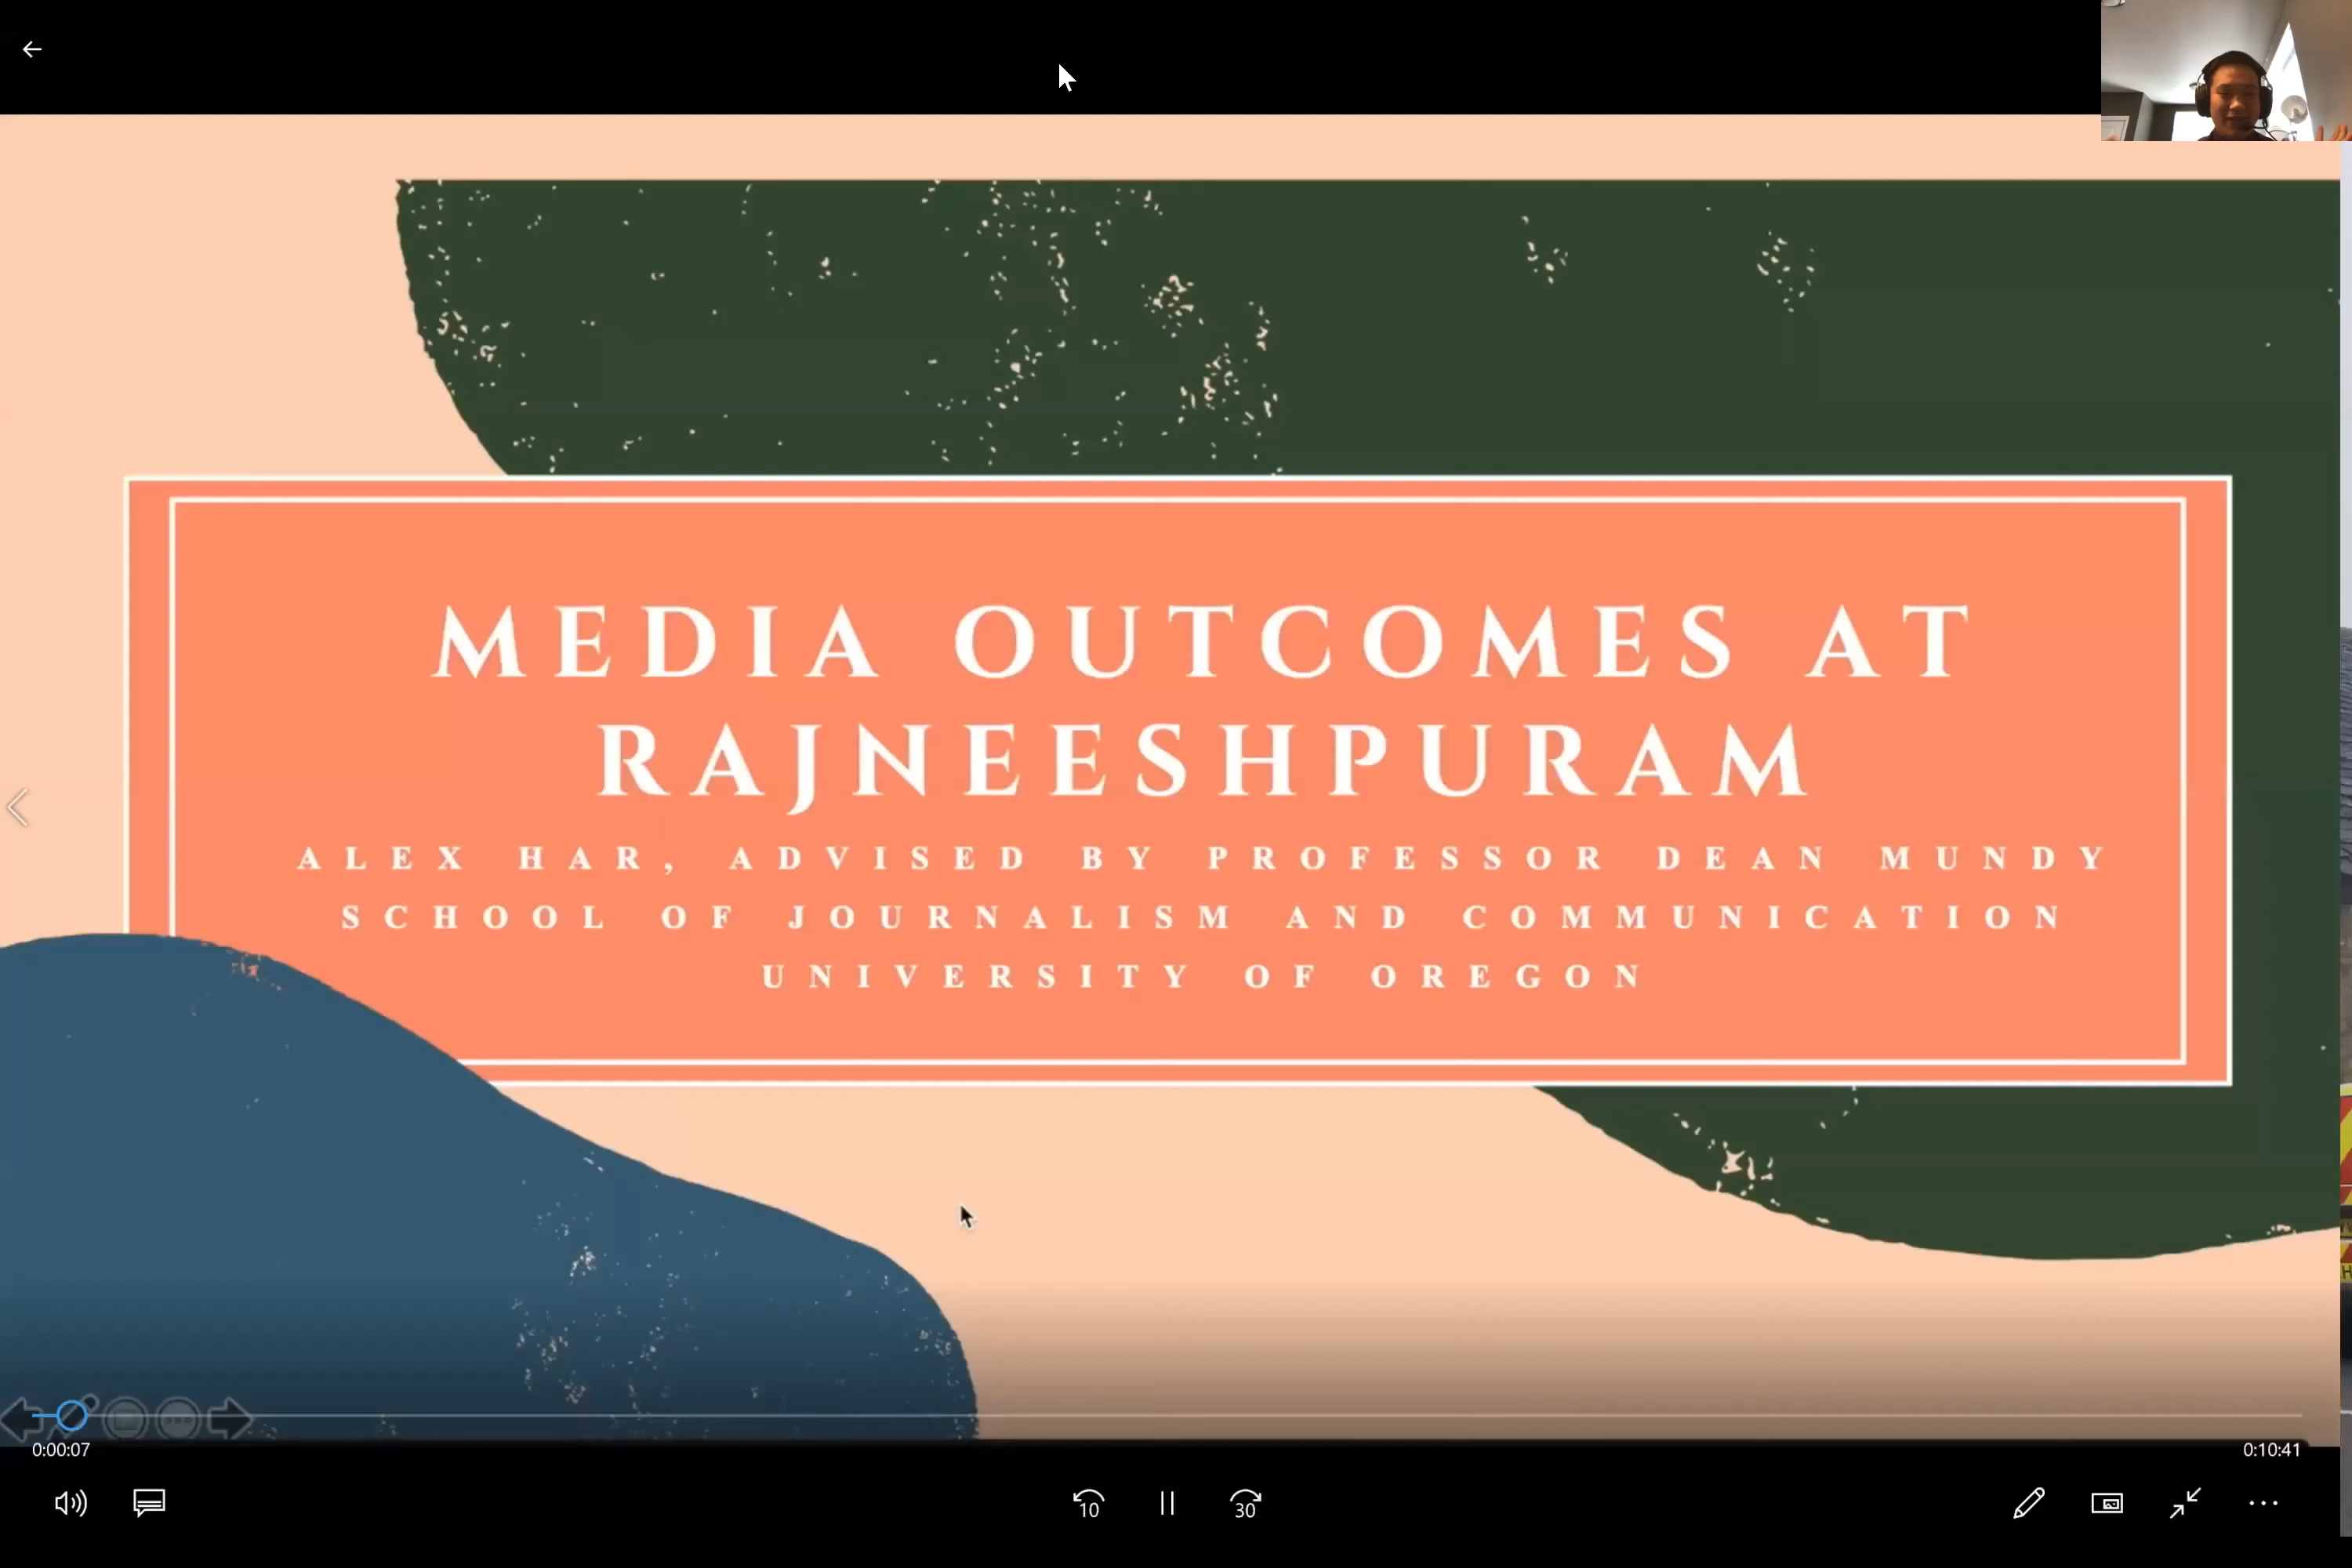 MEDIA OUTCOMES AT
RAJNEESHPURAM
ALEX HAR, ADVISED BY PROFESSOR DEAN MUNDY
SCHOOL OF JOURNALISM AND COMMUNICATION
UNIVERSITY OF OREGON
0:00:07
0:10:41
10
30